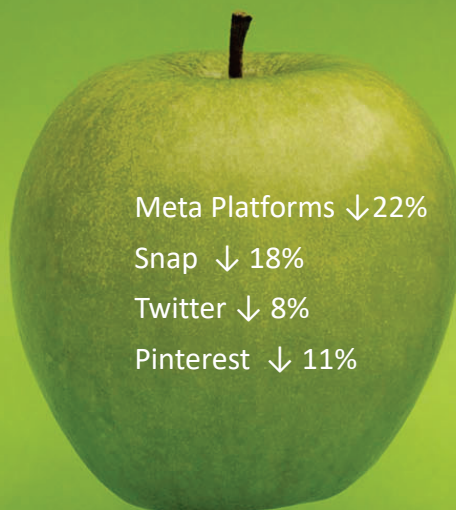 Meta Platforms ↓22%
Snap ↓ 18%
Twitter ↓ 8%
Pinterest ↓ 11%